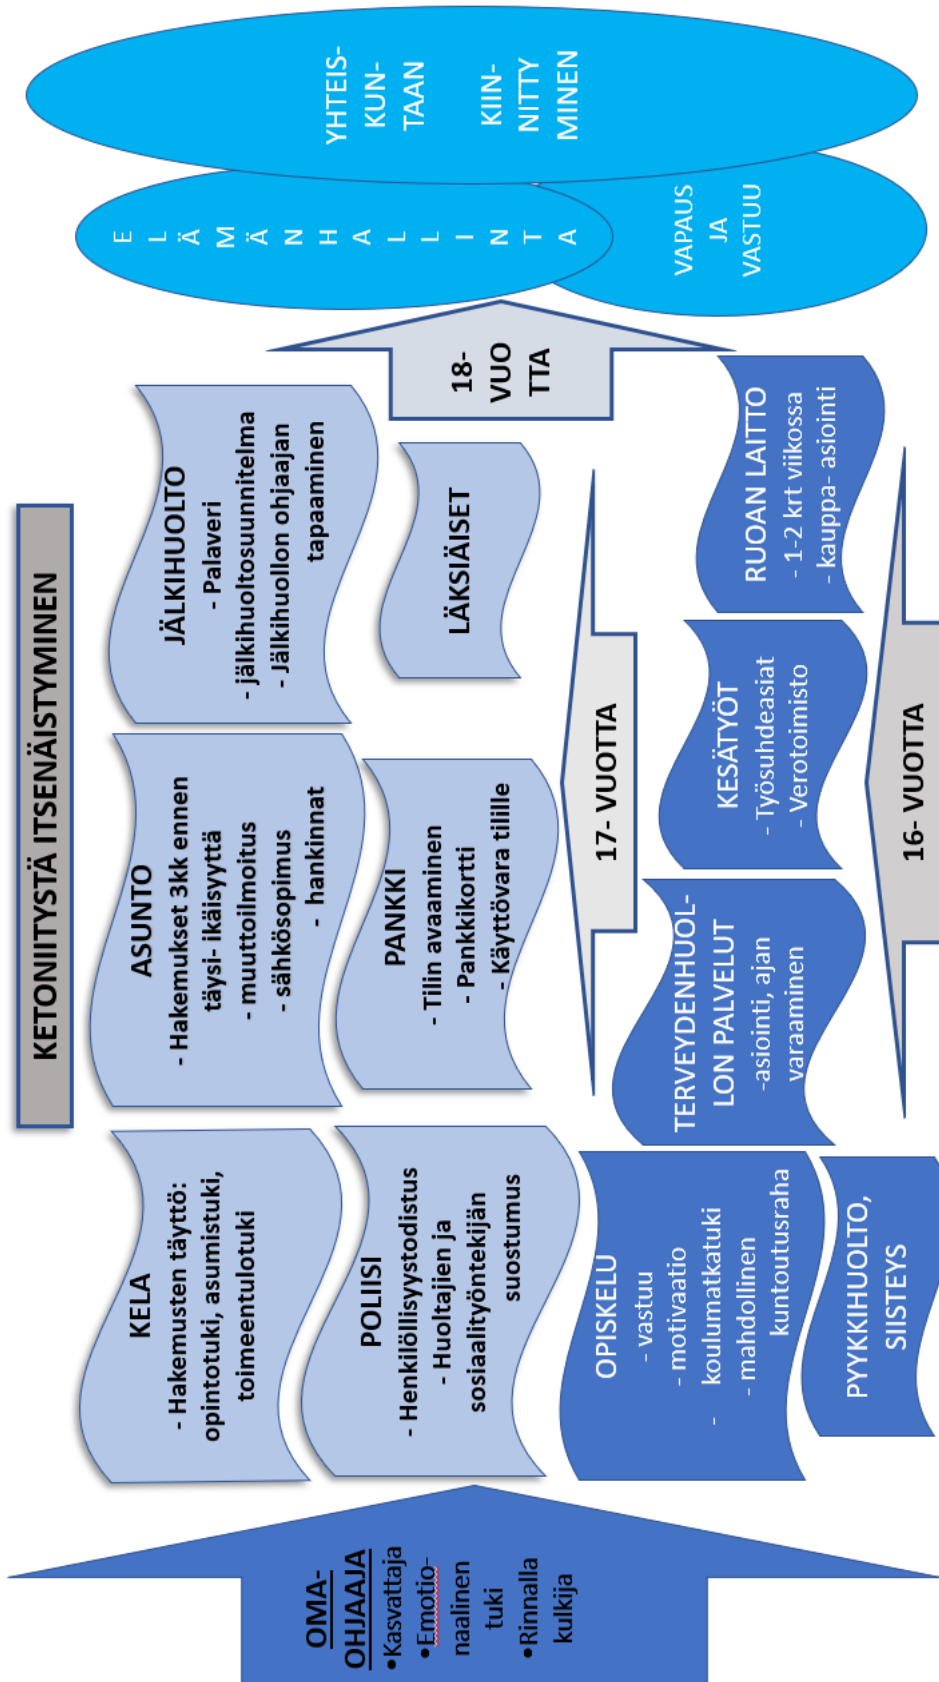 KETONIITYSTÄ ITSENÄISTYMINEN
OMA-
OHJAAJA
•Kasvattaja
•Emotio-
naalinen
tuki
•Rinnalla
kulkija
KELA
- Hakemusten täyttö:
opintotuki, asumistuki,
toimeentulotuki
ASUNTO
- Hakemukset 3kk ennen
täysi- ikäisyyttä
- muuttoilmoitus
- sähkösopimus
- hankinnat
JÄLKIHUOLTO
- Palaveri
- jälkihuoltosuunnitelma
- Jälkihuollon ohjaajan
tapaaminen
POLIISI
- Henkilöllisyystodistus
- Huoltajien ja
sosiaalityöntekijän
suostumus
PANKKI
- Tilin avaaminen
- Pankkikortti
- Käyttövara tilille
LÄKSIÄISET
17- VUOTTA
OPISKELU
- vastuu
- motivaatio
- koulumatkatuki
- mahdollinen
kuntoutusraha
TERVEYDENHUOL-
LON PALVELUT
-asiointi, ajan
varaaminen
KESÄTYÖT
- Työsuhdeasiat
- Verotoimisto
RUOAN LAITTO
- 1-2 krt viikossa
- kauppa- asiointi
PYYKKIHUOLTO,
SIISTEYS
16- VUOTTA
18-
VUO
TTA
E
L
Ä
M
Ä
N
H
A
L
L
I
N
T
A
VAPAUS
JA
VASTUU
YHTEIS-
KUN-
TAAN
KIIN-
NITTY
MINEN